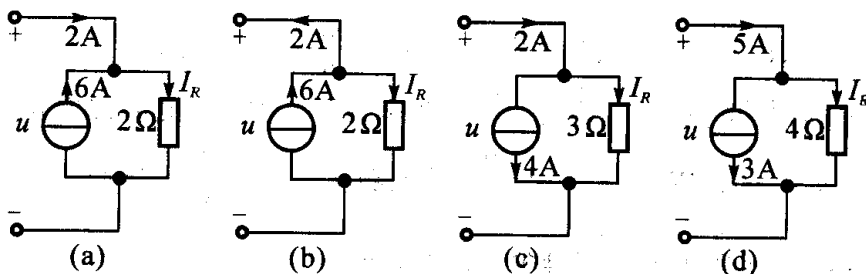 + 2A 6A I_R u 2Ω − (a)
+ 2A 6A I_R u 2Ω − (b)
+ 2A I_R u 3Ω 4A − (c)
+ 5A I_R u 4Ω 3A − (d)